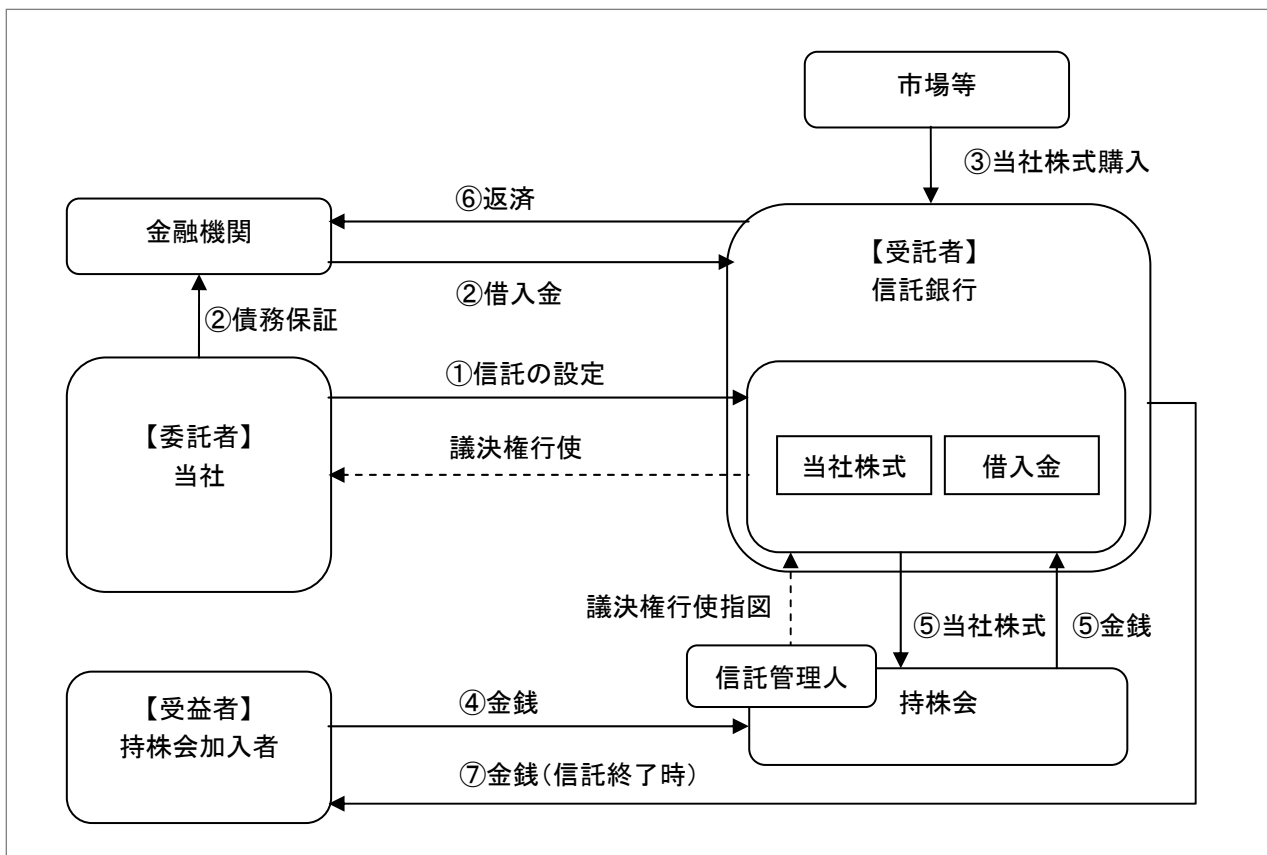 市場等
③当社株式購入
⑥返済
金融機関
【受託者】
信託銀行
②借入金
②債務保証
①信託の設定
【委託者】
当社
議決権行使
当社株式
借入金
議決権行使指図
⑤当社株式
⑤金銭
信託管理人
持株会
【受益者】
持株会加入者
④金銭
⑦金銭(信託終了時)